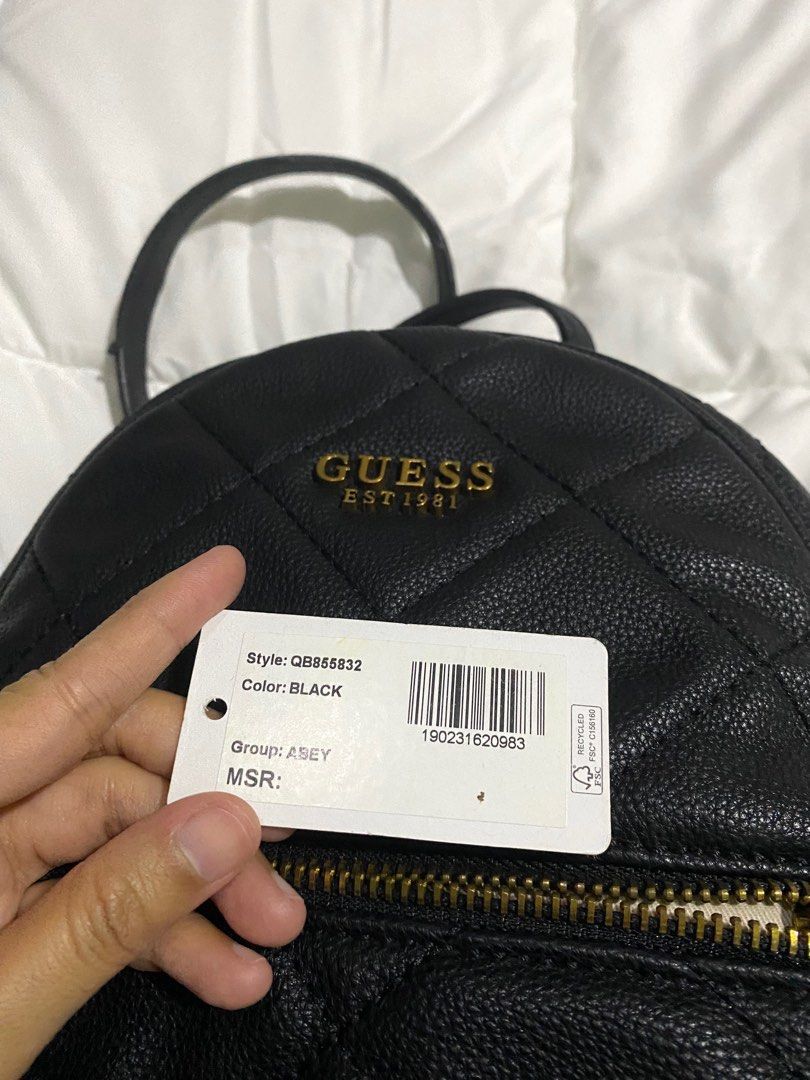 GUESS
EST 1981
Style: QB855832
Color: BLACK
190231620983
Group: ABEY
MSR:
RECYCLED
FSC® C156160
FSC